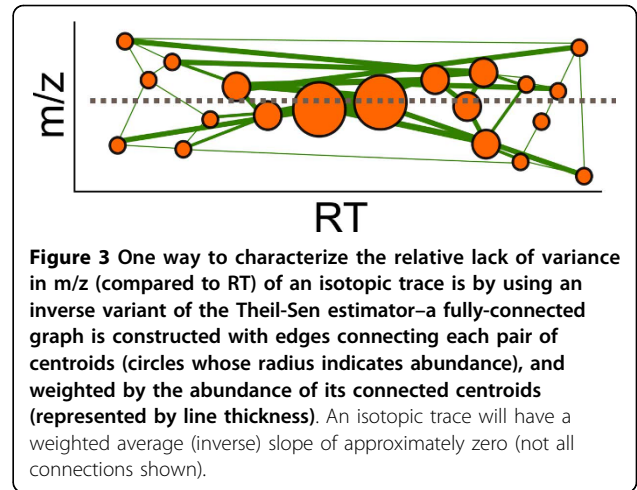 m/z
RT
Figure 3 One way to characterize the relative lack of variance
in m/z (compared to RT) of an isotopic trace is by using an
inverse variant of the Theil-Sen estimator–a fully-connected
graph is constructed with edges connecting each pair of
centroids (circles whose radius indicates abundance), and
weighted by the abundance of its connected centroids
(represented by line thickness). An isotopic trace will have a
weighted average (inverse) slope of approximately zero (not all
connections shown).